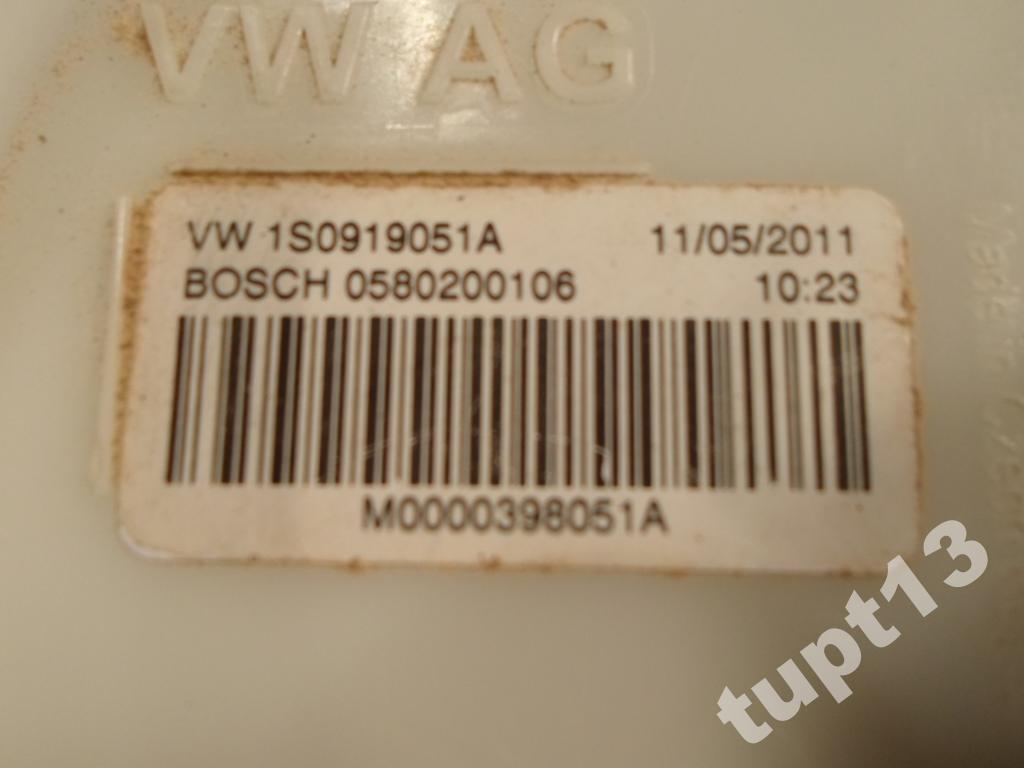 VW AG
VW 1S0919051A 11/05/2011
BOSCH 0580200106 10:23
M0000398051A
tupt13